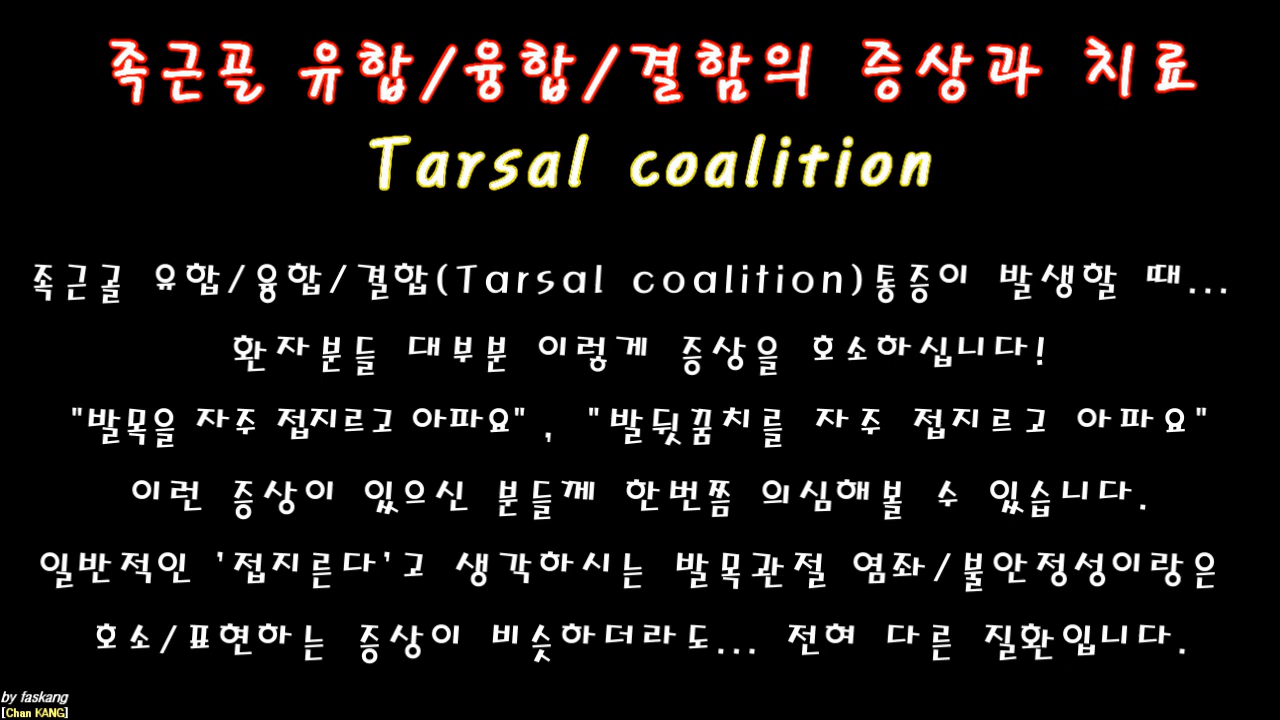 족근골 유합/융합/결함의 증상과 치료
Tarsal coalition
족근골 유합/융합/결합(Tarsal coalition)통증이 발생할 때...
환자분들 대부분 이렇게 증상을 호소하십니다!
"발목을 자주 접지르고 아파요" , "발뒷꿈치를 자주 접지르고 아파요"
이런 증상이 있으신 분들께 한번쯤 의심해볼 수 있습니다.
일반적인 '접지른다'고 생각하시는 발목관절 염좌/불안정성이랑은
호소/표현하는 증상이 비슷하더라도... 전혀 다른 질환입니다.
by faskang
[Chan KANG]